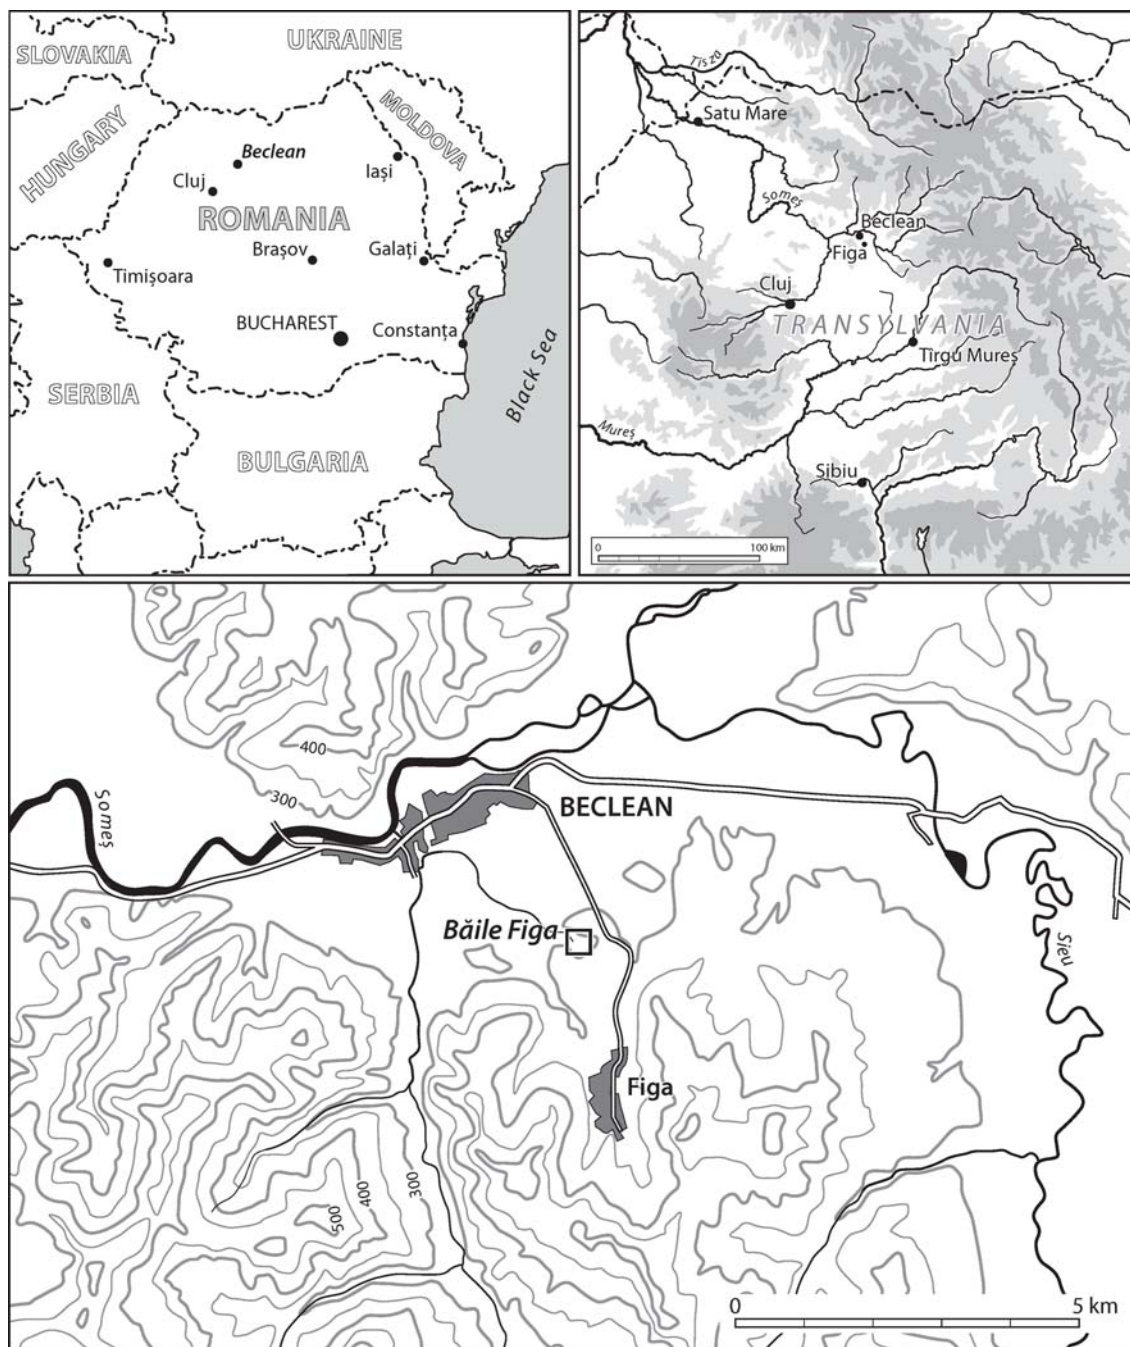 SLOVAKIA
UKRAINE
HUNGARY
MOLDOVA
Beclean
Iași
Cluj
ROMANIA
Brașov
Galați
Timișoara
BUCHAREST
Constanța
SERBIA
Black Sea
BULGARIA
Tisza
Satu Mare
Someș
Beclean
Figa
Cluj
TRANSYLVANIA
Tîrgu Mureș
Mureș
Sibiu
0 100 km
400
300
Someș
BECLEAN
Băile Figa
Sieu
Figa
300
400
500
0 5 km